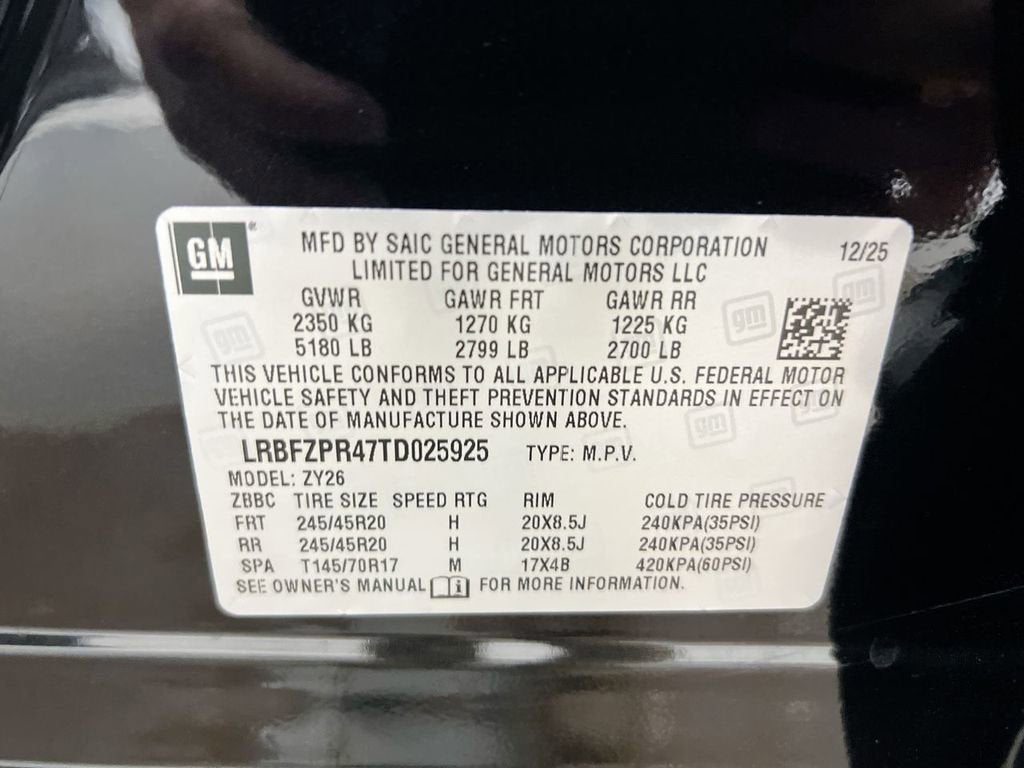 GM ® MFD BY SAIC GENERAL MOTORS CORPORATION 12/25
LIMITED FOR GENERAL MOTORS LLC
GVWR GAWR FRT GAWR RR
2350 KG 1270 KG 1225 KG
5180 LB 2799 LB 2700 LB
THIS VEHICLE CONFORMS TO ALL APPLICABLE U.S. FEDERAL MOTOR
VEHICLE SAFETY AND THEFT PREVENTION STANDARDS IN EFFECT ON
THE DATE OF MANUFACTURE SHOWN ABOVE.
LRBFZPR47TD025925 TYPE: M.P.V.
MODEL: ZY26
ZBBC TIRE SIZE SPEED RTG RIM COLD TIRE PRESSURE
FRT 245/45R20 H 20X8.5J 240KPA(35PSI)
RR 245/45R20 H 20X8.5J 240KPA(35PSI)
SPA T145/70R17 M 17X4B 420KPA(60PSI)
SEE OWNER'S MANUAL i FOR MORE INFORMATION.
gm
gm
gm
gm